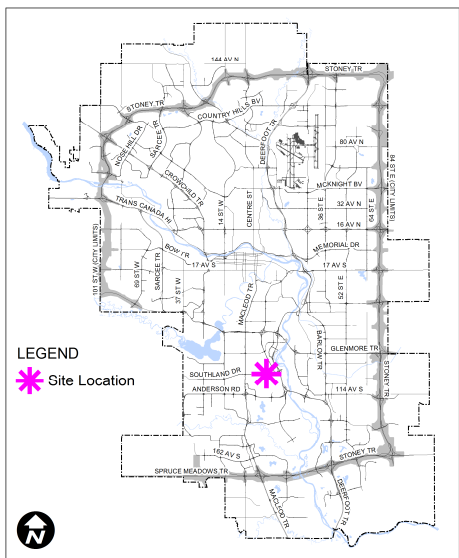 144 AV N
STONEY TR
STONEY TR
COUNTRY HILLS BV
NOSE HILL DR
SARCEE TR
DEERFOOT TR
80 AV N
CROWCHILD TR
MCKNIGHT BV
84 ST E (CITY LIMITS)
TRANS CANADA HI
14 ST W
CENTRE ST
36 ST E
32 AV N
64 ST E
16 AV N
101 ST W (CITY LIMITS)
BOW TR
MEMORIAL DR
69 ST W
SARCEE TR
37 ST W
17 AV S
17 AV S
52 ST E
MACLEOD TR
BARLOW TR
GLENMORE TR
LEGEND
Site Location
SOUTHLAND DR
ANDERSON RD
114 AV S
STONEY TR
162 AV S
STONEY TR
SPRUCE MEADOWS TR
MACLEOD TR
DEERFOOT TR
N